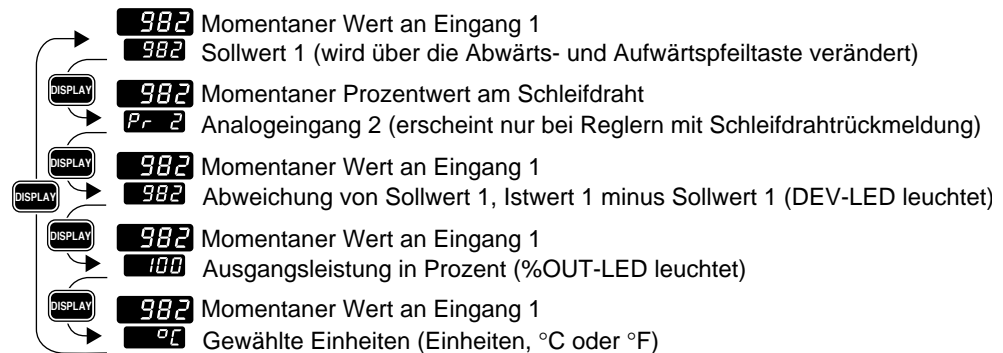 982 Momentaner Wert an Eingang 1
982 Sollwert 1 (wird über die Abwärts- und Aufwärtspfeiltaste verändert)
DISPLAY 982 Momentaner Prozentwert am Schleifdraht
Pr 2 Analogeingang 2 (erscheint nur bei Reglern mit Schleifdrahtrückmeldung)
DISPLAY 982 Momentaner Wert an Eingang 1
DISPLAY 982 Abweichung von Sollwert 1, Istwert 1 minus Sollwert 1 (DEV-LED leuchtet)
DISPLAY 982 Momentaner Wert an Eingang 1
100 Ausgangsleistung in Prozent (%OUT-LED leuchtet)
DISPLAY 982 Momentaner Wert an Eingang 1
°C Gewählte Einheiten (Einheiten, °C oder °F)